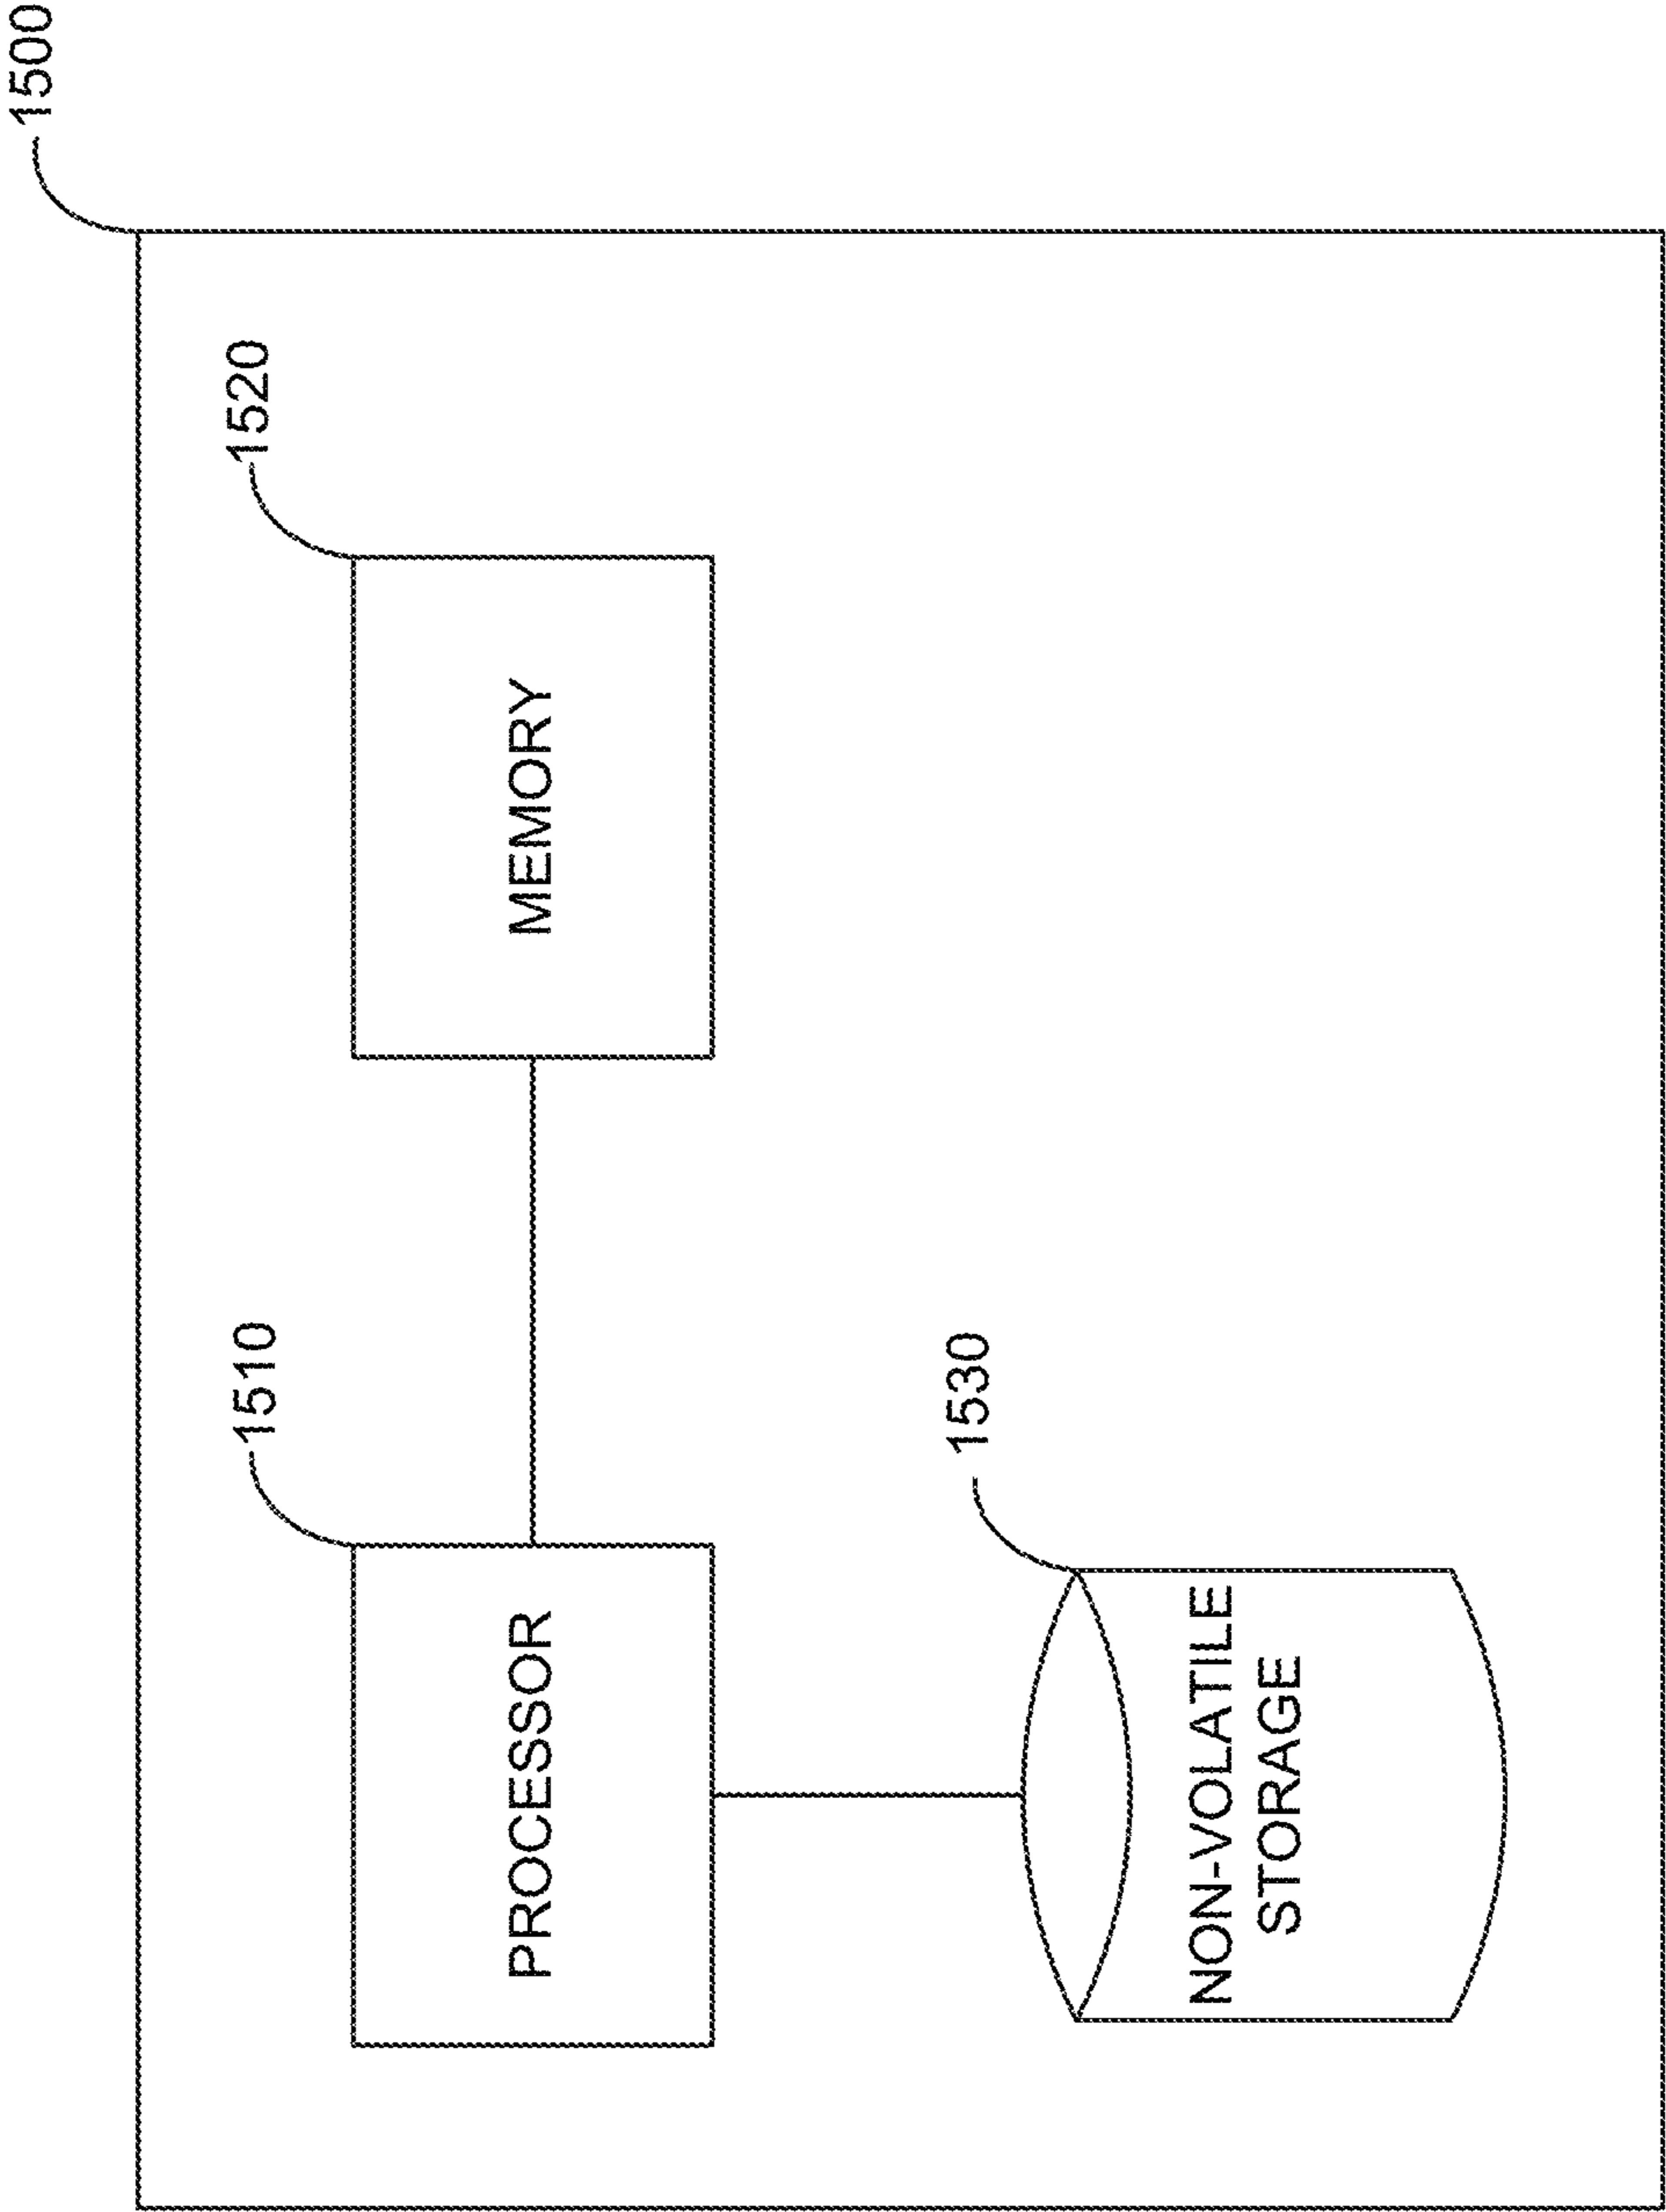 1500
1510
1520
PROCESSOR
MEMORY
1530
NON-VOLATILE
STORAGE